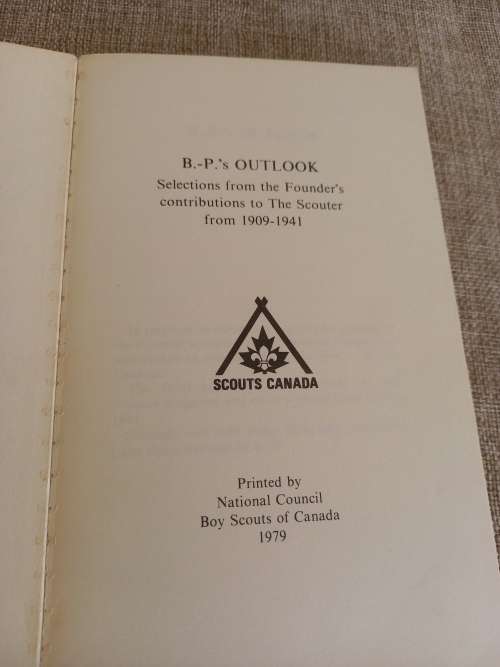 B.-P.'s OUTLOOK
Selections from the Founder's
contributions to The Scouter
from 1909-1941
SCOUTS CANADA
Printed by
National Council
Boy Scouts of Canada
1979